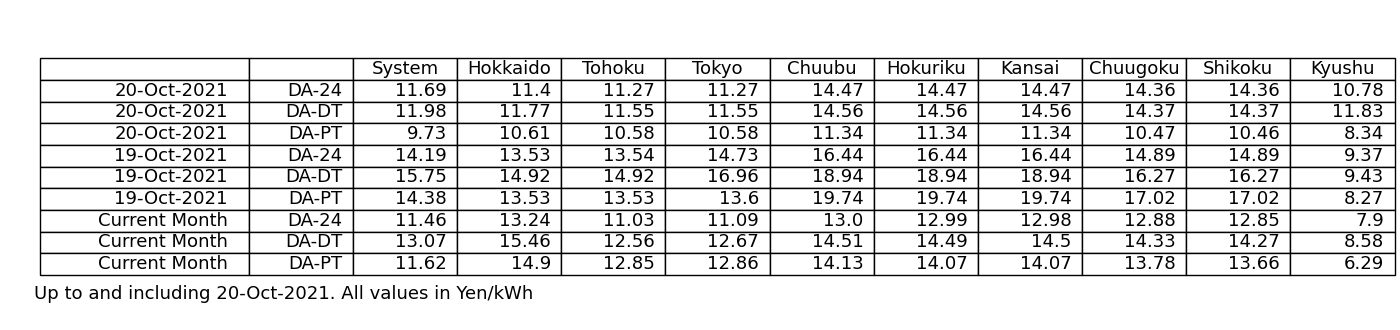 System Hokkaido Tohoku Tokyo Chuubu Hokuriku Kansai Chuugoku Shikoku Kyushu
20-Oct-2021 DA-24 11.69 11.4 11.27 11.27 14.47 14.47 14.47 14.36 14.36 10.78
20-Oct-2021 DA-DT 11.98 11.77 11.55 11.55 14.56 14.56 14.56 14.37 14.37 11.83
20-Oct-2021 DA-PT 9.73 10.61 10.58 10.58 11.34 11.34 11.34 10.47 10.46 8.34
19-Oct-2021 DA-24 14.19 13.53 13.54 14.73 16.44 16.44 16.44 14.89 14.89 9.37
19-Oct-2021 DA-DT 15.75 14.92 14.92 16.96 18.94 18.94 18.94 16.27 16.27 9.43
19-Oct-2021 DA-PT 14.38 13.53 13.53 13.6 19.74 19.74 19.74 17.02 17.02 8.27
Current Month DA-24 11.46 13.24 11.03 11.09 13.0 12.99 12.98 12.88 12.85 7.9
Current Month DA-DT 13.07 15.46 12.56 12.67 14.51 14.49 14.5 14.33 14.27 8.58
Current Month DA-PT 11.62 14.9 12.85 12.86 14.13 14.07 14.07 13.78 13.66 6.29
Up to and including 20-Oct-2021. All values in Yen/kWh